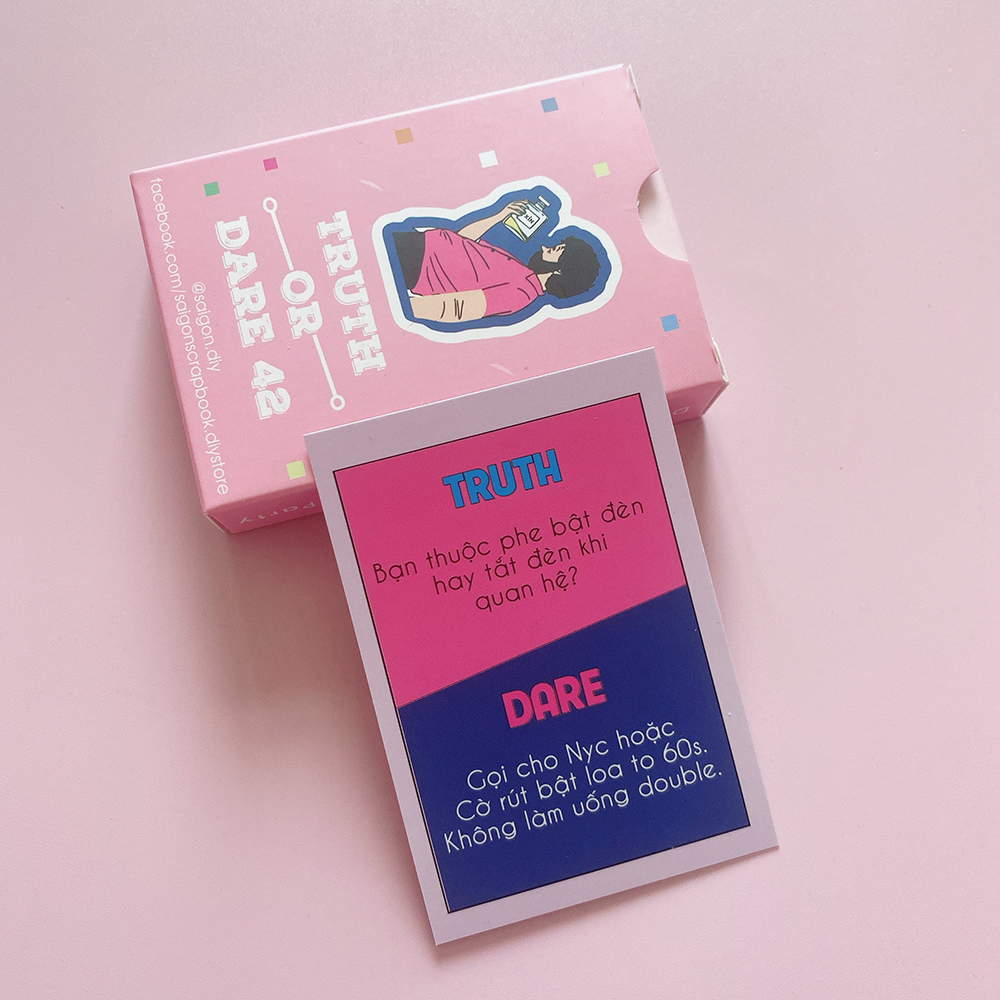 TRUTH
OR
DARE 42
@saigon.diy
facebook.com/saigonscrapbook.diystore
Party
TRUTH
Bạn thuộc phe bật đèn
hay tắt đèn khi
quan hệ?
DARE
Gọi cho Nyc hoặc
Cờ rút bật loa to 60s.
Không làm uống double.